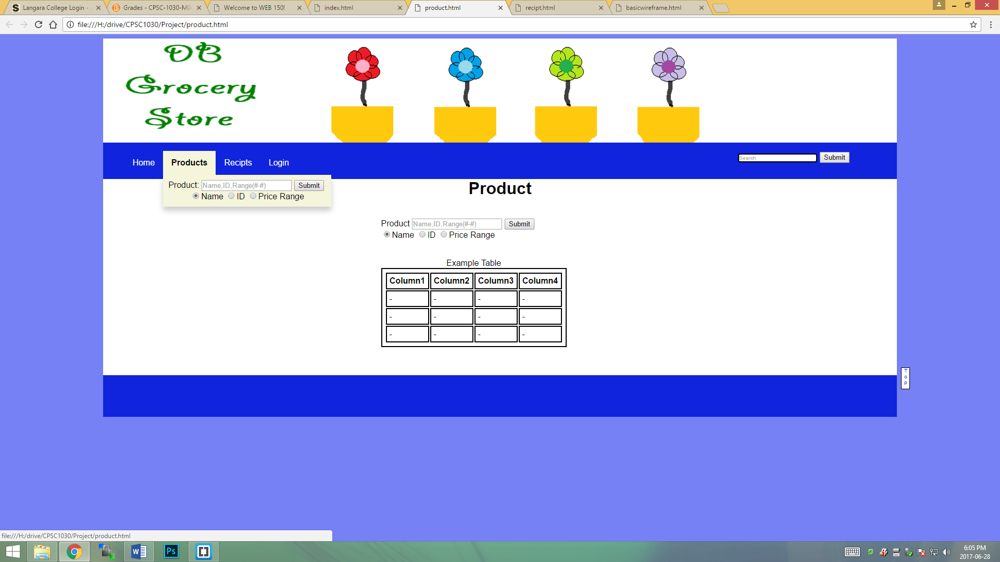 Langara College Login -
Grades - CPSC-1030-M0
Welcome to WEB 150!
index.html
product.html
recipt.html
basicwireframe.html
file:///H:/drive/CPSC1030/Project/product.html
DB
Grocery
Store
Home Products Recipts Login
Search Submit
Product: Name,ID,Range(#-#) Submit
Name ID Price Range
Product
Product Name,ID,Range(#-#) Submit
Name ID Price Range
Example Table
Column1 Column2 Column3 Column4
- - - -
- - - -
- - - -
T
o
p
file:///H:/drive/CPSC1030/Project/product.html
Ps
6:05 PM
2017-06-28